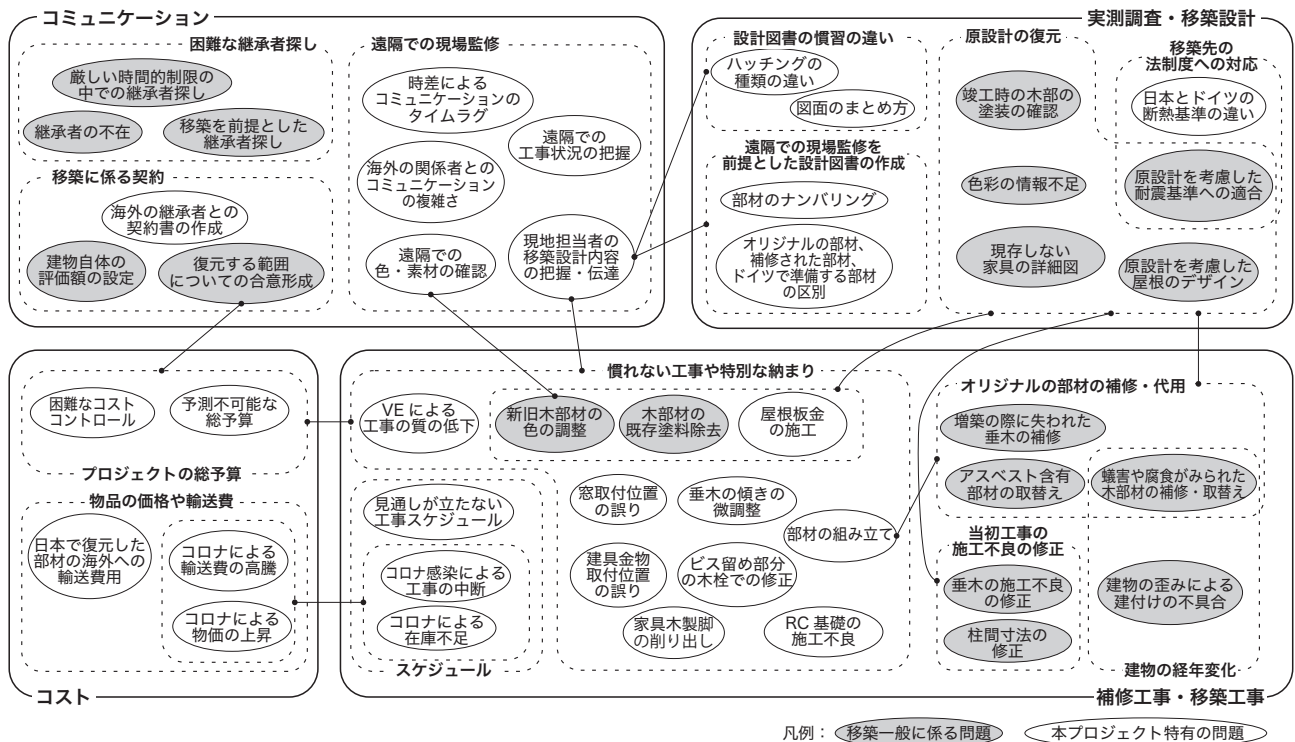 コミュニケーション
困難な継承者探し
厳しい時間的制限の
中での継承者探し
継承者の不在
移築を前提とした
継承者探し
移築に係る契約
海外の継承者との
契約書の作成
建物自体の
評価額の設定
復元する範囲
についての合意形成
遠隔での現場監修
時差による
コミュニケーションの
タイムラグ
遠隔での
工事状況の把握
海外の関係者との
コミュニケーション
の複雑さ
遠隔での
色・素材の確認
現地担当者の
移築設計内容
の把握・伝達
実測調査・移築設計
設計図書の慣習の違い
ハッチングの
種類の違い
図面のまとめ方
遠隔での現場監修を
前提とした設計図書の作成
部材のナンバリング
オリジナルの部材、
補修された部材、
ドイツで準備する部材
の区別
原設計の復元
竣工時の木部の
塗装の確認
色彩の情報不足
現存しない
家具の詳細図
移築先の
法制度への対応
日本とドイツの
断熱基準の違い
原設計を考慮した
耐震基準への適合
原設計を考慮した
屋根のデザイン
困難なコスト
コントロール
予測不可能な
総予算
プロジェクトの総予算
物品の価格や輸送費
日本で復元した
部材の海外への
輸送費用
コロナによる
輸送費の高騰
コロナによる
物価の上昇
コスト
慣れない工事や特別な納まり
VE による
工事の質の低下
新旧木部材の
色の調整
木部材の
既存塗料除去
屋根板金
の施工
見通しが立たない
工事スケジュール
コロナ感染による
工事の中断
コロナによる
在庫不足
スケジュール
窓取付位置
の誤り
垂木の傾きの
微調整
部材の組み立て
建具金物
取付位置
の誤り
ビス留め部分
の木栓での修正
家具木製脚
の削り出し
RC 基礎の
施工不良
オリジナルの部材の補修・代用
増築の際に失われた
垂木の補修
アスベスト含有
部材の取替え
蟻害や腐食がみられた
木部材の補修・取替え
当初工事の
施工不良の修正
垂木の施工不良
の修正
柱間寸法の
修正
建物の歪みによる
建付けの不具合
建物の経年変化
補修工事・移築工事
凡例：
移築一般に係る問題
本プロジェクト特有の問題